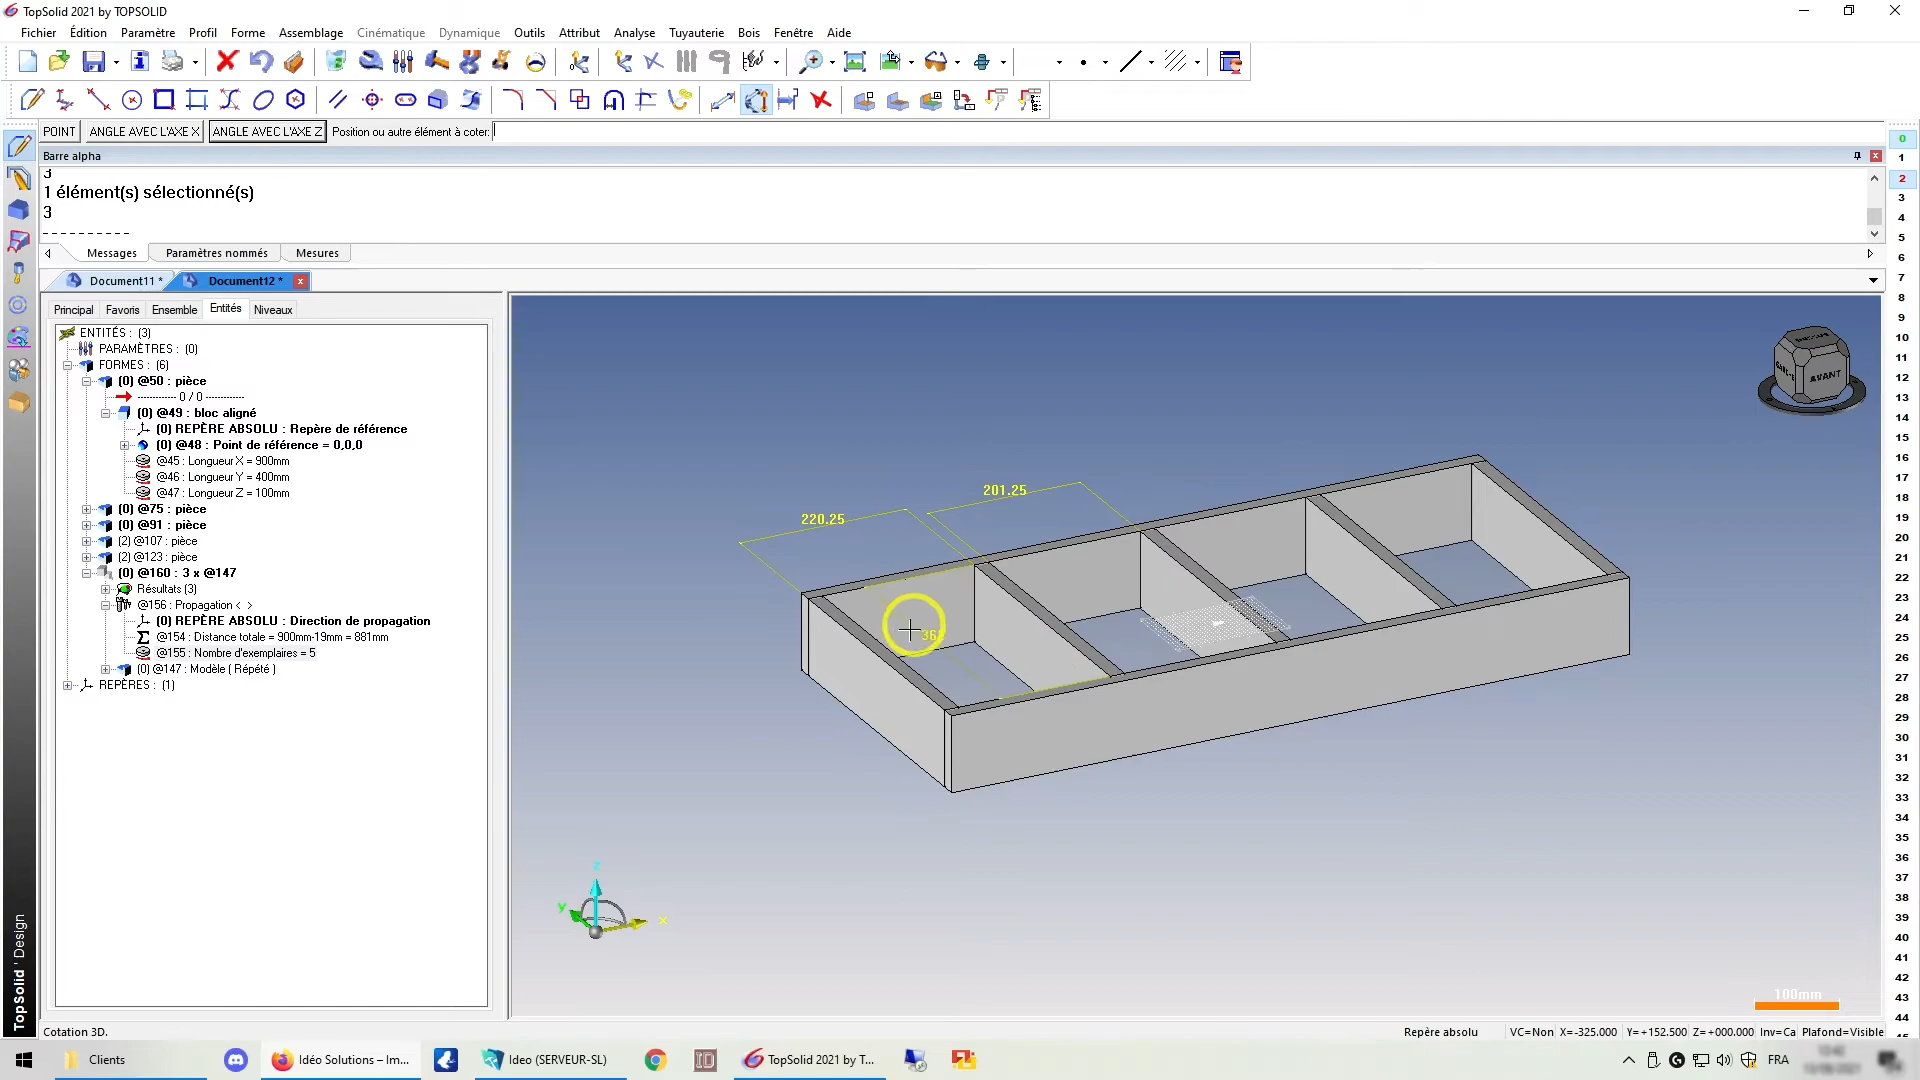 TopSolid 2021 by TOPSOLID
Fichier Édition Paramètre Profil Forme Assemblage Cinématique Dynamique Outils Attribut Analyse Tuyauterie Bois Fenêtre Aide
POINT ANGLE AVEC L'AXE X ANGLE AVEC L'AXE Z Position ou autre élément à coter:
Barre alpha
3
1 élément(s) sélectionné(s)
3
----------
Messages Paramètres nommés Mesures
Document11 * Document12 *
Principal Favoris Ensemble Entités Niveaux
ENTITÉS : (3)
PARAMÈTRES : (0)
FORMES : (6)
(0) @50 : pièce
------------ 0 / 0 ------------
(0) @49 : bloc aligné
(0) REPÈRE ABSOLU : Repère de référence
(0) @48 : Point de référence = 0,0,0
@45 : Longueur X = 900mm
@46 : Longueur Y = 400mm
@47 : Longueur Z = 100mm
(0) @75 : pièce
(0) @91 : pièce
(2) @107 : pièce
(2) @123 : pièce
(0) @160 : 3 x @147
Résultats (3)
@156 : Propagation < >
(0) REPÈRE ABSOLU : Direction de propagation
@154 : Distance totale = 900mm-19mm = 881mm
@155 : Nombre d'exemplaires = 5
(0) @147 : Modèle ( Répété )
REPÈRES : (1)
201.25
220.25
36
AVANT
Z
Y
X
100mm
0
1
2
3
4
5
6
7
8
9
10
11
12
13
14
15
16
17
18
19
20
21
22
23
24
25
26
27
28
29
30
31
32
33
34
35
36
37
38
39
40
41
42
43
44
TopSolid'Design
Cotation 3D. Repère absolu VC=Non X=-325.000 Y=+152.500 Z=+000.000 Inv=Ca Plafond=Visible
Clients Idéo Solutions – Im... Ideo (SERVEUR-SL) TopSolid 2021 by T... FRA